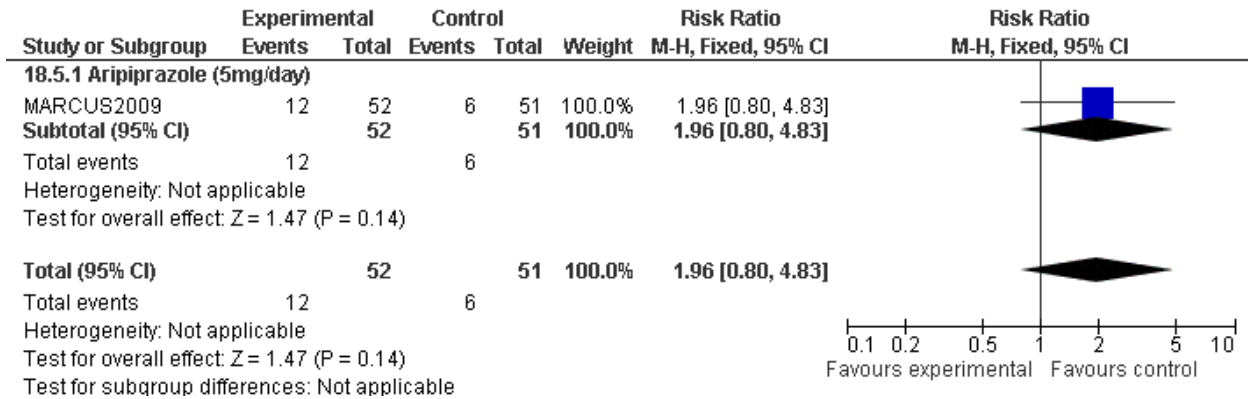 Experimental Control Risk Ratio Risk Ratio
Study or Subgroup Events Total Events Total Weight M-H, Fixed, 95% CI M-H, Fixed, 95% CI
18.5.1 Aripiprazole (5mg/day)
MARCUS2009 12 52 6 51 100.0% 1.96 [0.80, 4.83]
Subtotal (95% CI) 52 51 100.0% 1.96 [0.80, 4.83]
Total events 12 6
Heterogeneity: Not applicable
Test for overall effect: Z = 1.47 (P = 0.14)
Total (95% CI) 52 51 100.0% 1.96 [0.80, 4.83]
Total events 12 6
Heterogeneity: Not applicable
Test for overall effect: Z = 1.47 (P = 0.14)
Test for subgroup differences: Not applicable
0.1 0.2 0.5 1 2 5 10
Favours experimental Favours control